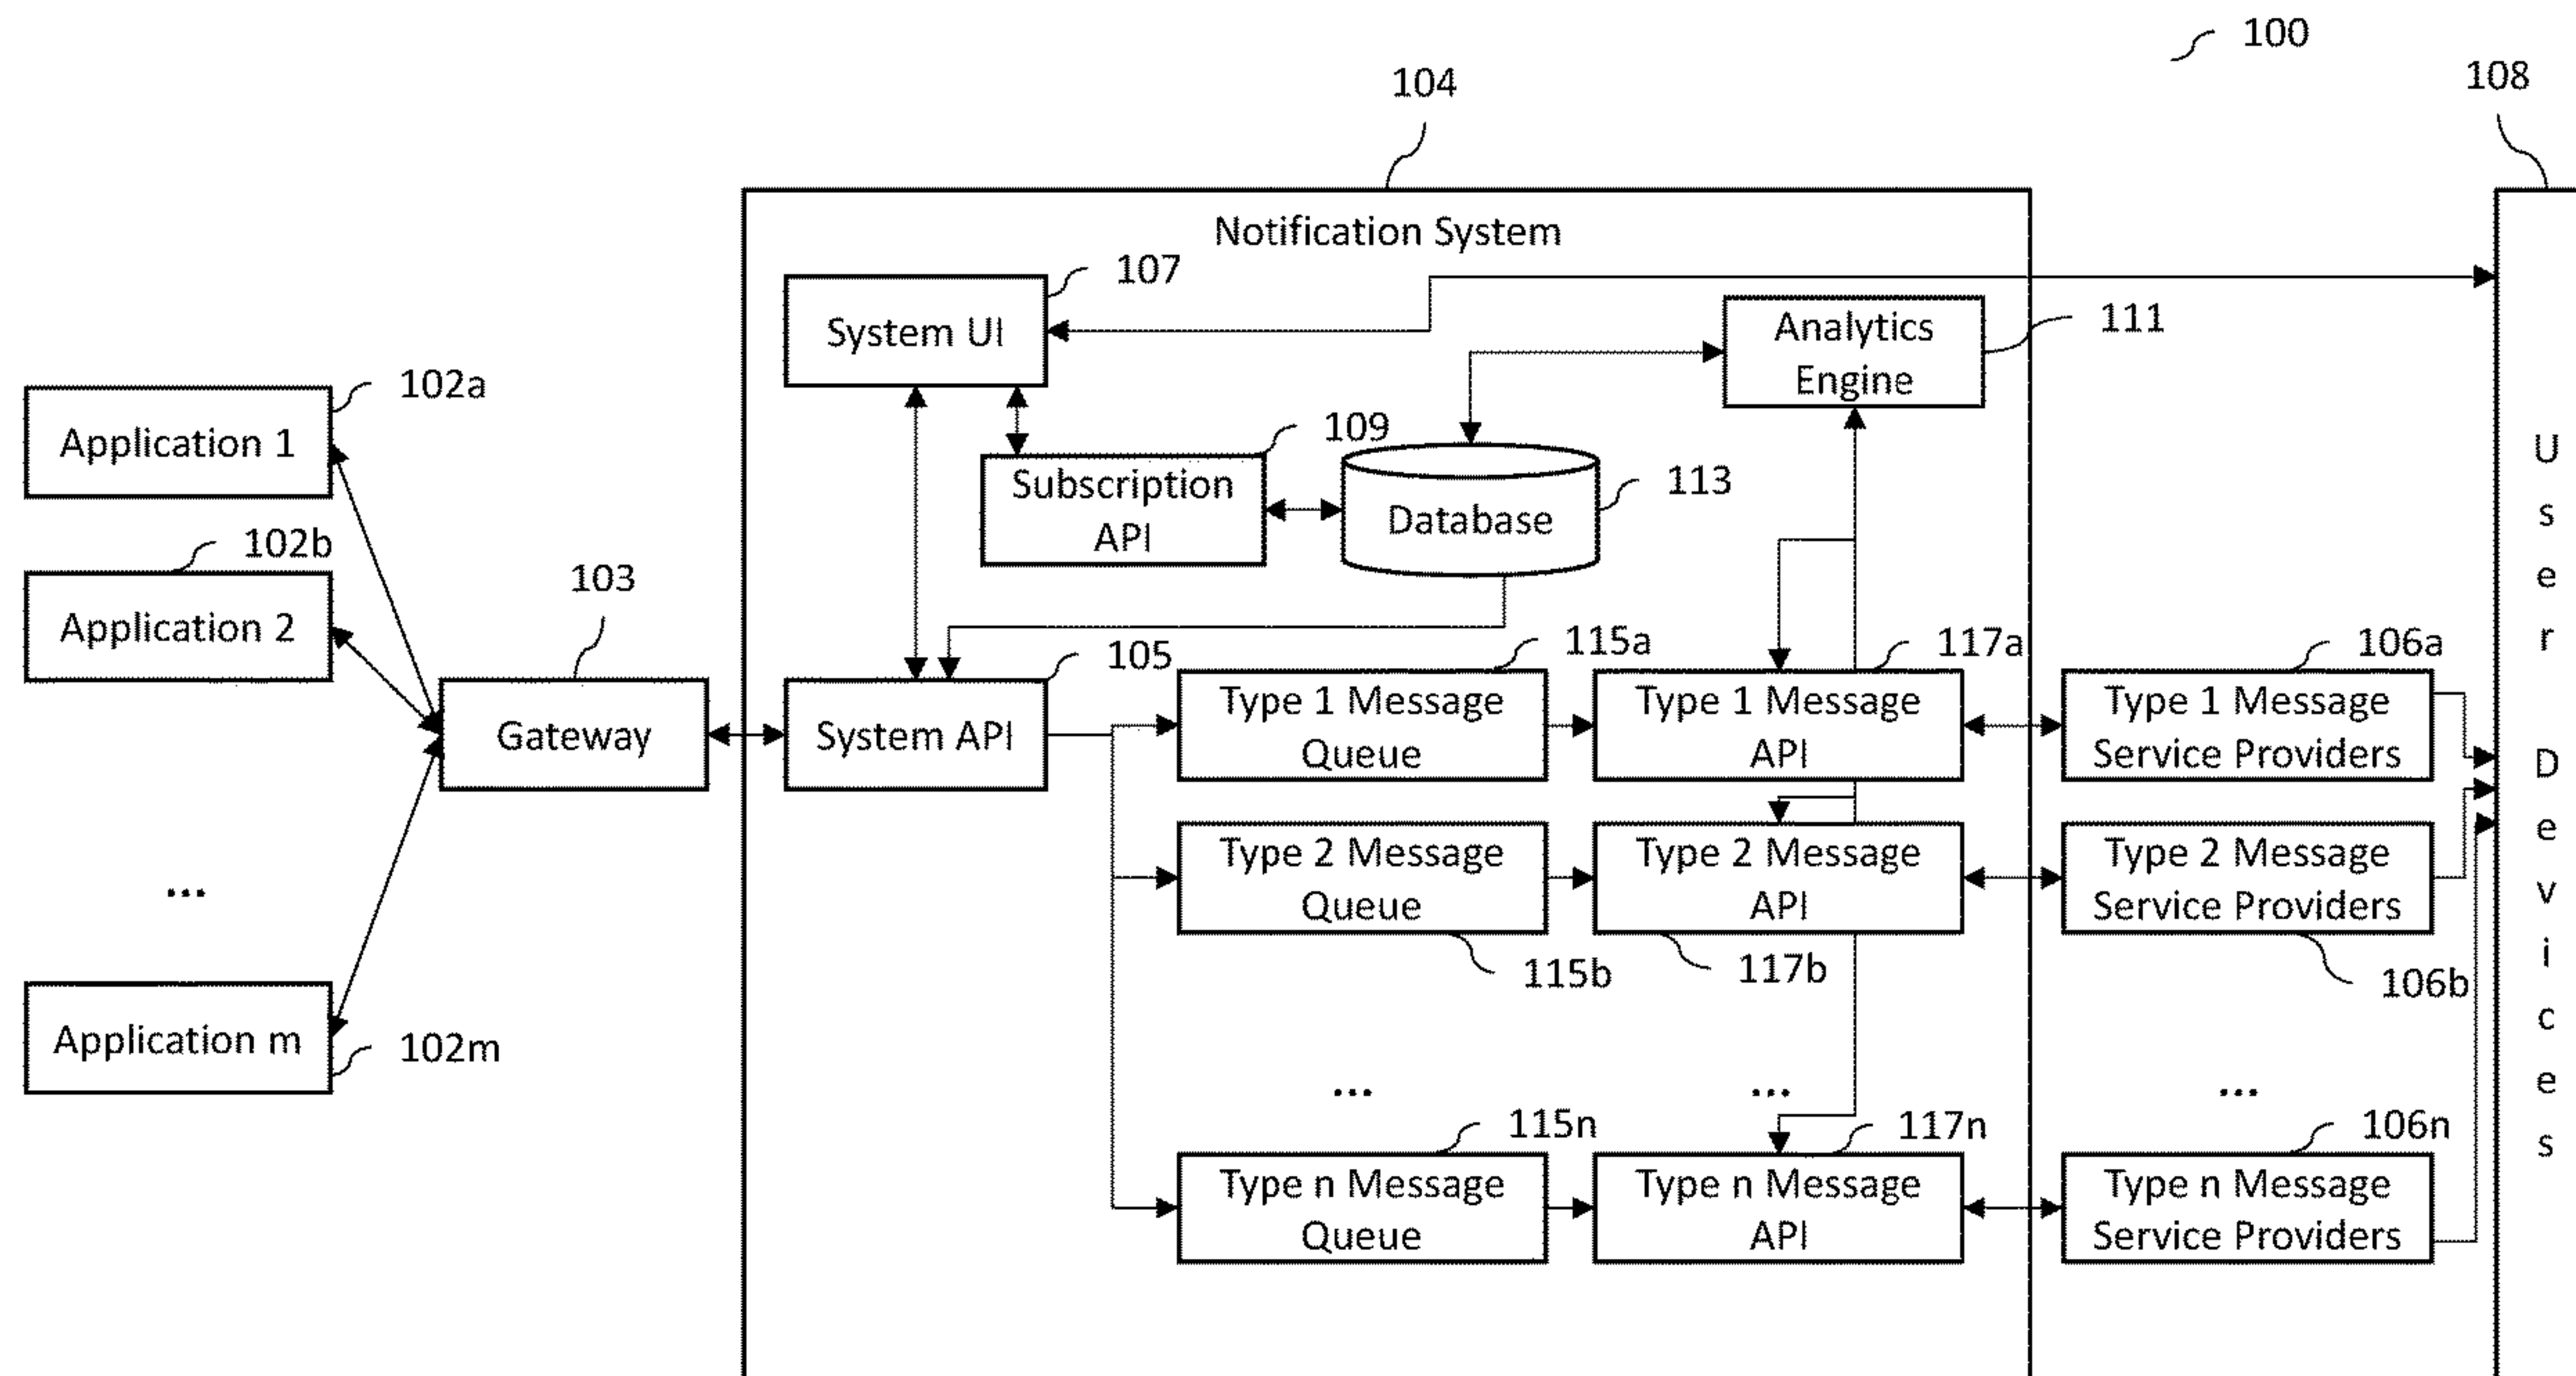 100
108
104
Notification System
107
System UI
Analytics
Engine
111
102a
Application 1
109
Subscription
API
Database
113
102b
Application 2
103
Gateway
105
System API
115a
Type 1 Message
Queue
117a
Type 1 Message
API
106a
Type 1 Message
Service Providers
Type 2 Message
Queue
115b
Type 2 Message
API
117b
Type 2 Message
Service Providers
106b
...
Application m
102m
...
...
...
115n
Type n Message
Queue
117n
Type n Message
API
106n
Type n Message
Service Providers
User Devices